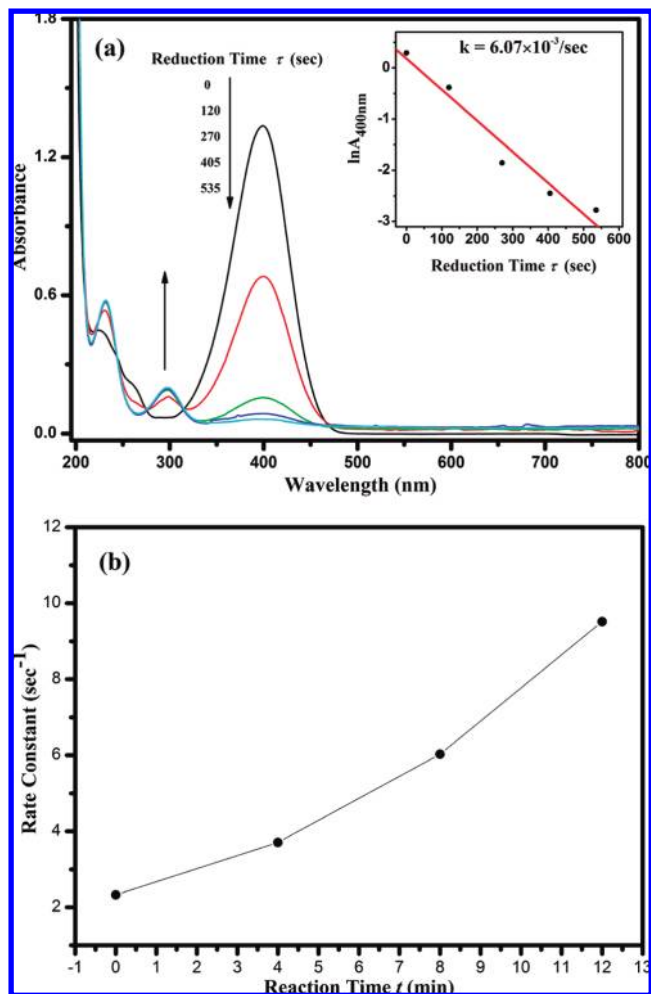 (a)
Reduction Time τ (sec)
0
120
270
405
535
k = 6.07×10⁻³/sec
lnA400nm
0
-1
-2
-3
0 100 200 300 400 500 600
Reduction Time τ (sec)
Absorbance
1.8
1.2
0.6
0.0
200 300 400 500 600 700 800
Wavelength (nm)
(b)
Rate Constant (sec⁻¹)
12
10
8
6
4
2
-1 0 1 2 3 4 5 6 7 8 9 10 11 12 13
Reaction Time t (min)